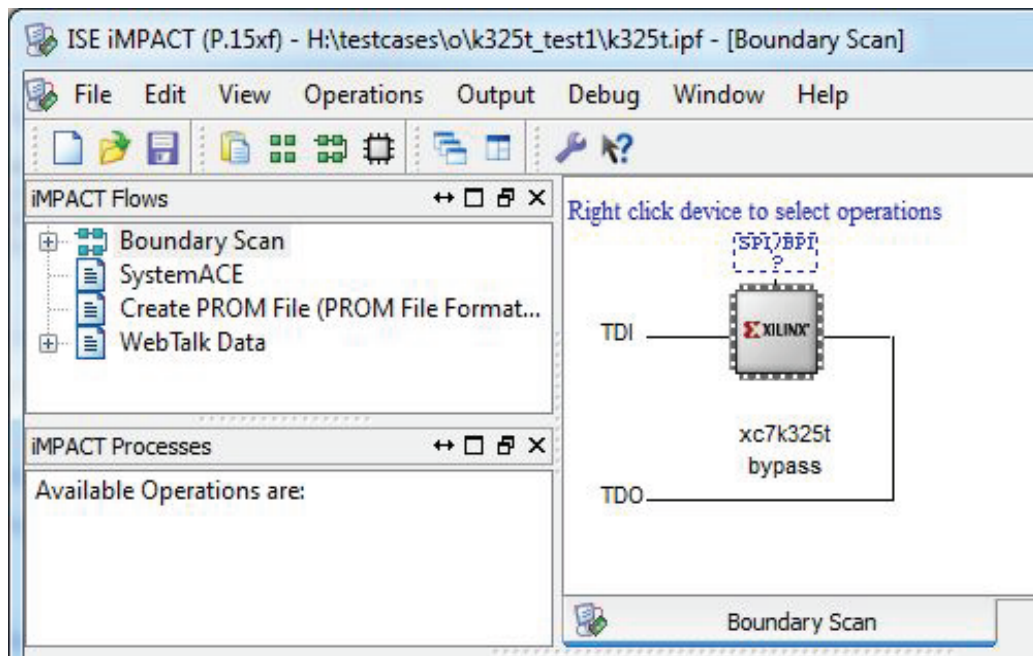 ISE iMPACT (P.15xf) - H:\testcases\o\k325t_test1\k325t.ipf - [Boundary Scan]
File Edit View Operations Output Debug Window Help
iMPACT Flows
Boundary Scan
SystemACE
Create PROM File (PROM File Format...
WebTalk Data
iMPACT Processes
Available Operations are:
Right click device to select operations
SPI/BPI
?
TDI
XILINX
xc7k325t
bypass
TDO
Boundary Scan